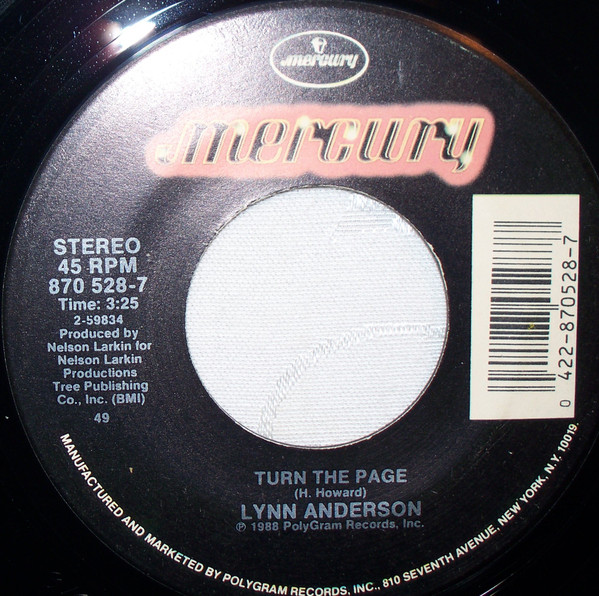 mercury
mercury
STEREO
45 RPM
870 528-7
Time: 3:25
2-59834
Produced by
Nelson Larkin for
Nelson Larkin
Productions
Tree Publishing
Co., Inc. (BMI)
49
0 422-870528-7
TURN THE PAGE
(H. Howard)
LYNN ANDERSON
℗ 1988 PolyGram Records, Inc.
MANUFACTURED AND MARKETED BY POLYGRAM RECORDS, INC., 810 SEVENTH AVENUE, NEW YORK, N.Y. 10019.